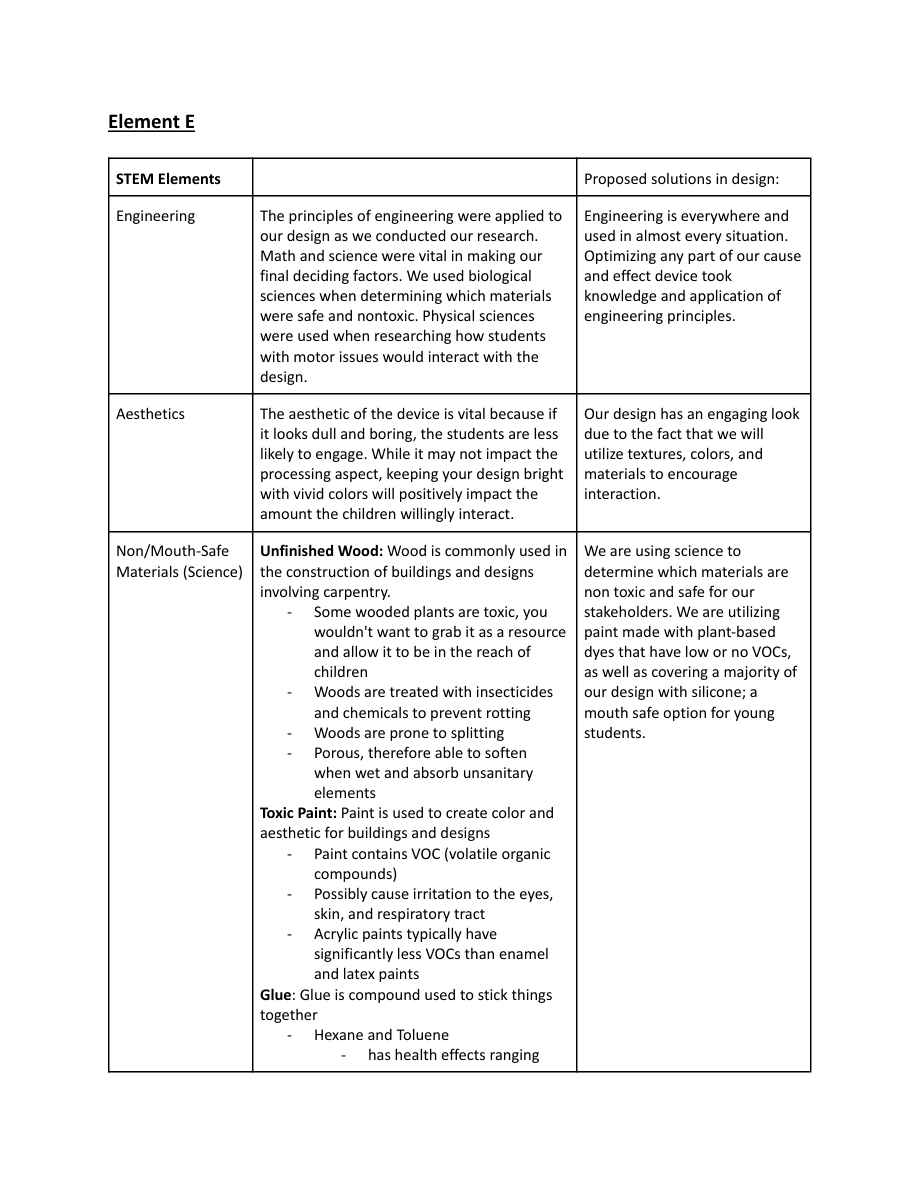 Element E
STEM Elements
Proposed solutions in design:
Engineering
The principles of engineering were applied to
our design as we conducted our research.
Math and science were vital in making our
final deciding factors. We used biological
sciences when determining which materials
were safe and nontoxic. Physical sciences
were used when researching how students
with motor issues would interact with the
design.
Engineering is everywhere and
used in almost every situation.
Optimizing any part of our cause
and effect device took
knowledge and application of
engineering principles.
Aesthetics
The aesthetic of the device is vital because if
it looks dull and boring, the students are less
likely to engage. While it may not impact the
processing aspect, keeping your design bright
with vivid colors will positively impact the
amount the children willingly interact.
Our design has an engaging look
due to the fact that we will
utilize textures, colors, and
materials to encourage
interaction.
Non/Mouth-Safe
Materials (Science)
Unfinished Wood: Wood is commonly used in
the construction of buildings and designs
involving carpentry.
- Some wooded plants are toxic, you
wouldn't want to grab it as a resource
and allow it to be in the reach of
children
- Woods are treated with insecticides
and chemicals to prevent rotting
- Woods are prone to splitting
- Porous, therefore able to soften
when wet and absorb unsanitary
elements
Toxic Paint: Paint is used to create color and
aesthetic for buildings and designs
- Paint contains VOC (volatile organic
compounds)
- Possibly cause irritation to the eyes,
skin, and respiratory tract
- Acrylic paints typically have
significantly less VOCs than enamel
and latex paints
Glue: Glue is compound used to stick things
together
- Hexane and Toluene
- has health effects ranging
We are using science to
determine which materials are
non toxic and safe for our
stakeholders. We are utilizing
paint made with plant-based
dyes that have low or no VOCs,
as well as covering a majority of
our design with silicone; a
mouth safe option for young
students.